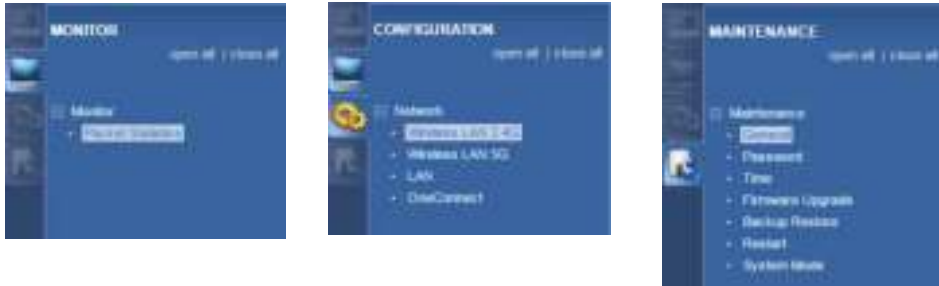 MONITOR
open all | close all
Monitor
Packet Statistics
CONFIGURATION
open all | close all
Network
Wireless LAN 2.4G
Wireless LAN 5G
LAN
OneConnect
MAINTENANCE
open all | close all
Maintenance
General
Password
Time
Firmware Upgrade
Backup Restore
Restart
System Mode